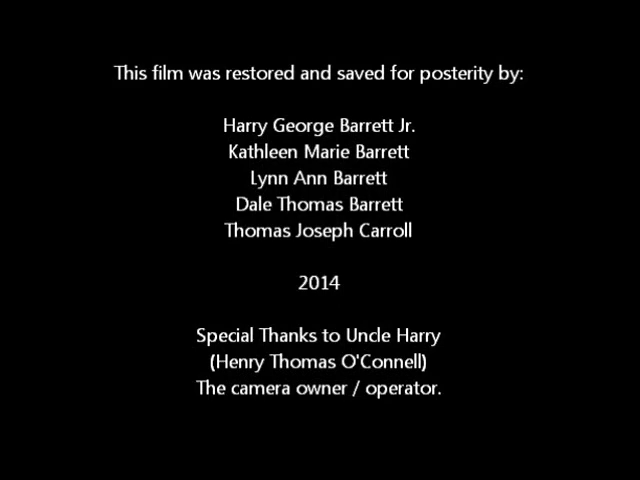 This film was restored and saved for posterity by:
Harry George Barrett Jr.
Kathleen Marie Barrett
Lynn Ann Barrett
Dale Thomas Barrett
Thomas Joseph Carroll
2014
Special Thanks to Uncle Harry
(Henry Thomas O'Connell)
The camera owner / operator.